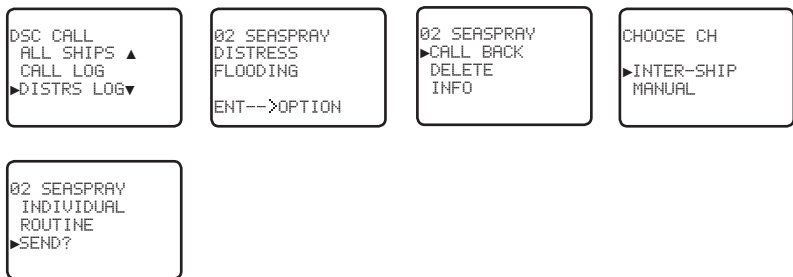 DSC CALL
ALL SHIPS ▲
CALL LOG
►DISTRS LOG▼
02 SEASPRAY
DISTRESS
FLOODING
ENT-->OPTION
02 SEASPRAY
►CALL BACK
DELETE
INFO
CHOOSE CH
►INTER-SHIP
MANUAL
02 SEASPRAY
INDIVIDUAL
ROUTINE
►SEND?